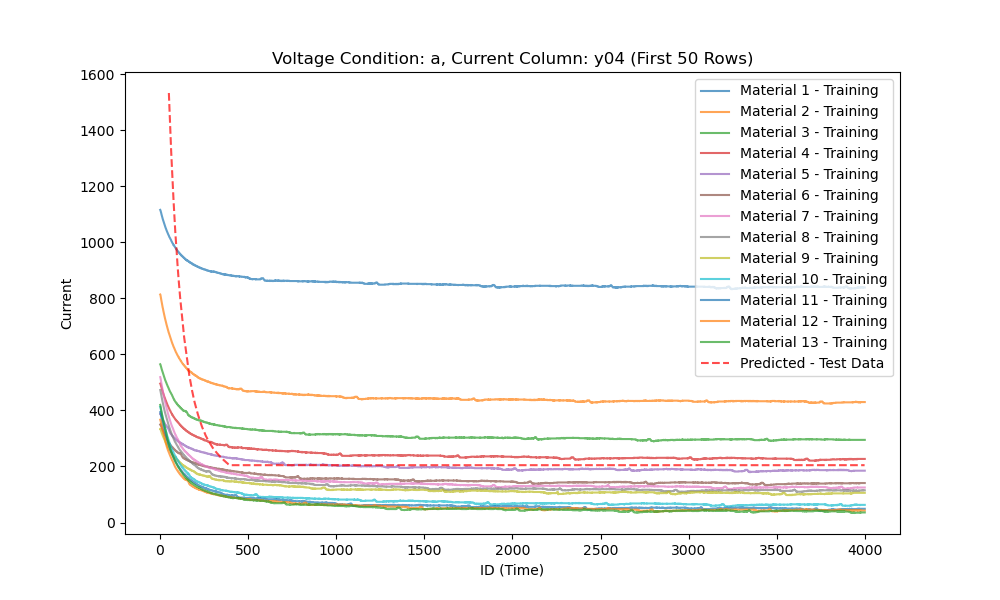 Voltage Condition: a, Current Column: y04 (First 50 Rows)
1600
1400
1200
1000
800
600
400
200
0
Current
Material 1 - Training
Material 2 - Training
Material 3 - Training
Material 4 - Training
Material 5 - Training
Material 6 - Training
Material 7 - Training
Material 8 - Training
Material 9 - Training
Material 10 - Training
Material 11 - Training
Material 12 - Training
Material 13 - Training
Predicted - Test Data
0 500 1000 1500 2000 2500 3000 3500 4000
ID (Time)